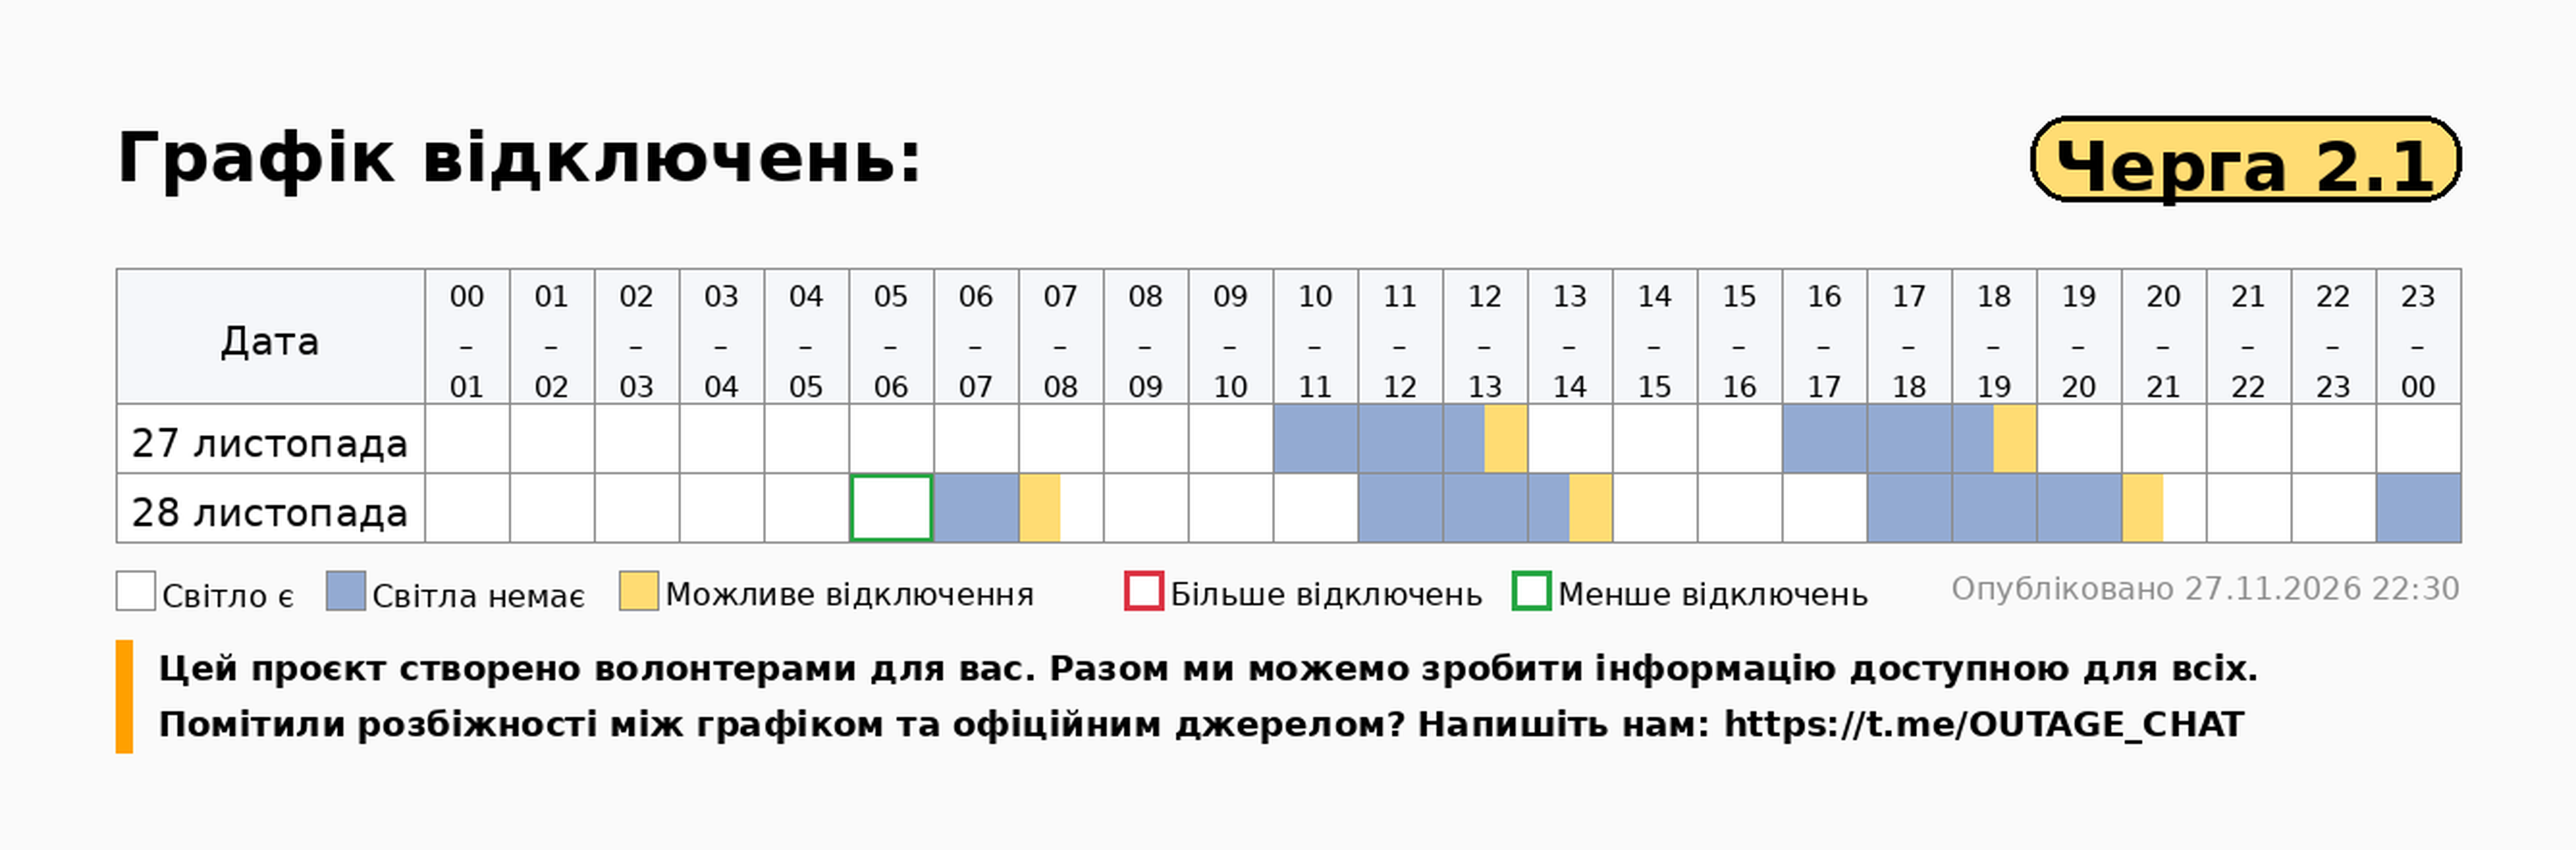 Графік відключень:
Черга 2.1
Дата
00 – 01
01 – 02
02 – 03
03 – 04
04 – 05
05 – 06
06 – 07
07 – 08
08 – 09
09 – 10
10 – 11
11 – 12
12 – 13
13 – 14
14 – 15
15 – 16
16 – 17
17 – 18
18 – 19
19 – 20
20 – 21
21 – 22
22 – 23
23 – 00
27 листопада
28 листопада
Світло є
Світла немає
Можливе відключення
Більше відключень
Менше відключень
Опубліковано 27.11.2026 22:30
Цей проєкт створено волонтерами для вас. Разом ми можемо зробити інформацію доступною для всіх.
Помітили розбіжності між графіком та офіційним джерелом? Напишіть нам: https://t.me/OUTAGE_CHAT